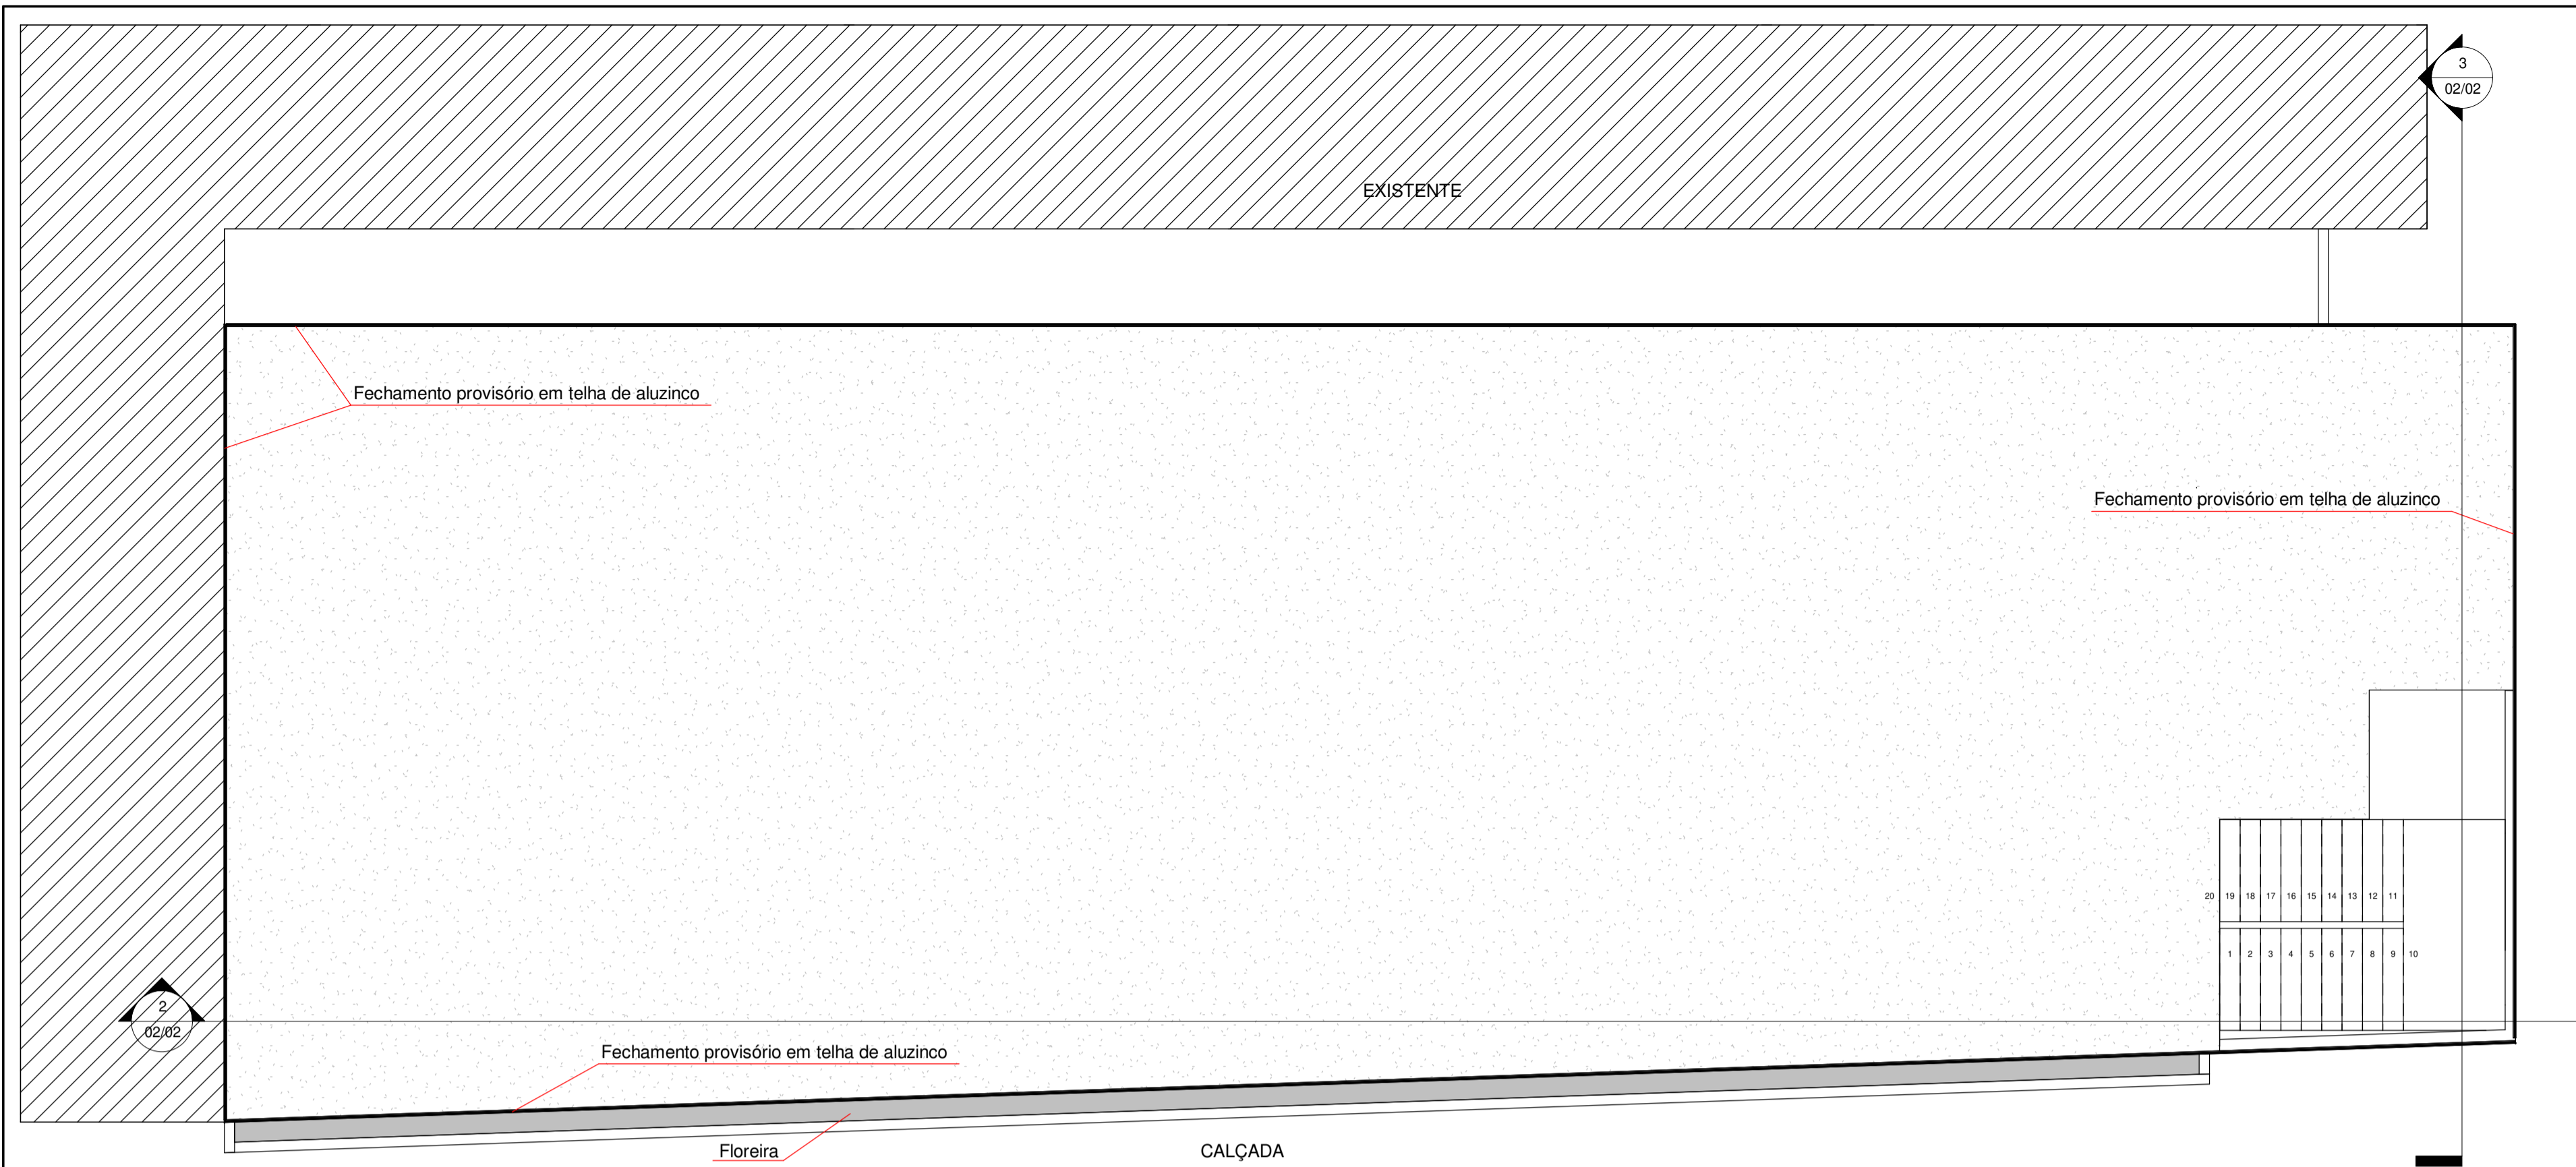 3
02/02
EXISTENTE
Fechamento provisório em telha de aluzinco
Fechamento provisório em telha de aluzinco
20 19 18 17 16 15 14 13 12 11
1 2 3 4 5 6 7 8 9 10
2
02/02
Fechamento provisório em telha de aluzinco
Floreira
CALÇADA